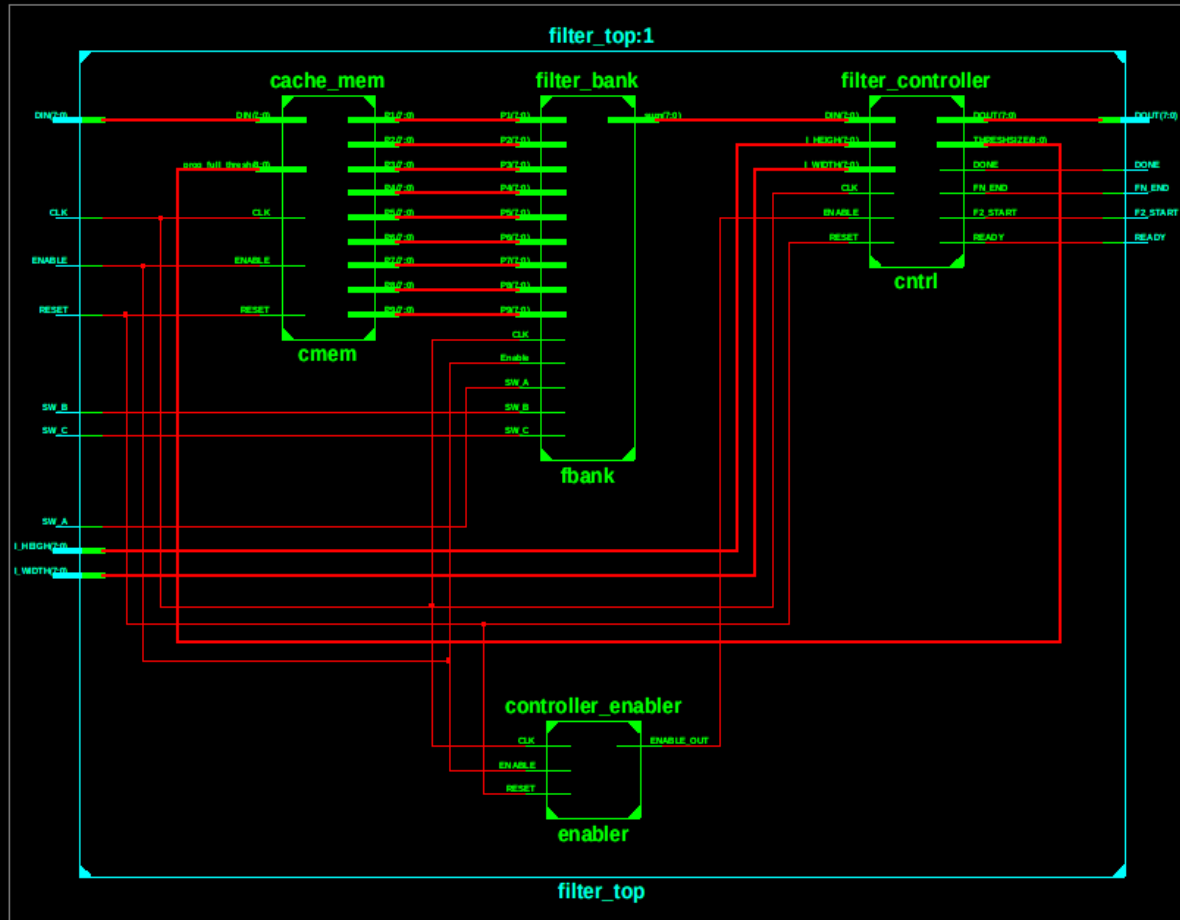 filter_top:1
cache_mem
filter_bank
filter_controller
DIN(7:0)
DIN(7:0)
P1(7:0)
P1(7:0)
sum(7:0)
DIN(7:0)
DOUT(7:0)
DOUT(7:0)
P2(7:0)
P2(7:0)
I_HEIGH(7:0)
THRESHSIZE(8:0)
prog_full_thresh(8:0)
P3(7:0)
P3(7:0)
I_WIDTH(7:0)
DONE
DONE
P4(7:0)
P4(7:0)
CLK
FN_END
FN_END
CLK
CLK
P5(7:0)
P5(7:0)
ENABLE
F2_START
F2_START
P6(7:0)
P6(7:0)
RESET
READY
READY
ENABLE
ENABLE
P7(7:0)
P7(7:0)
cntrl
P8(7:0)
P8(7:0)
RESET
RESET
P9(7:0)
P9(7:0)
CLK
cmem
Enable
SW_A
SW_B
SW_B
SW_C
SW_C
fbank
SW_A
I_HEIGH(7:0)
I_WIDTH(7:0)
controller_enabler
CLK
ENABLE_OUT
ENABLE
RESET
enabler
filter_top